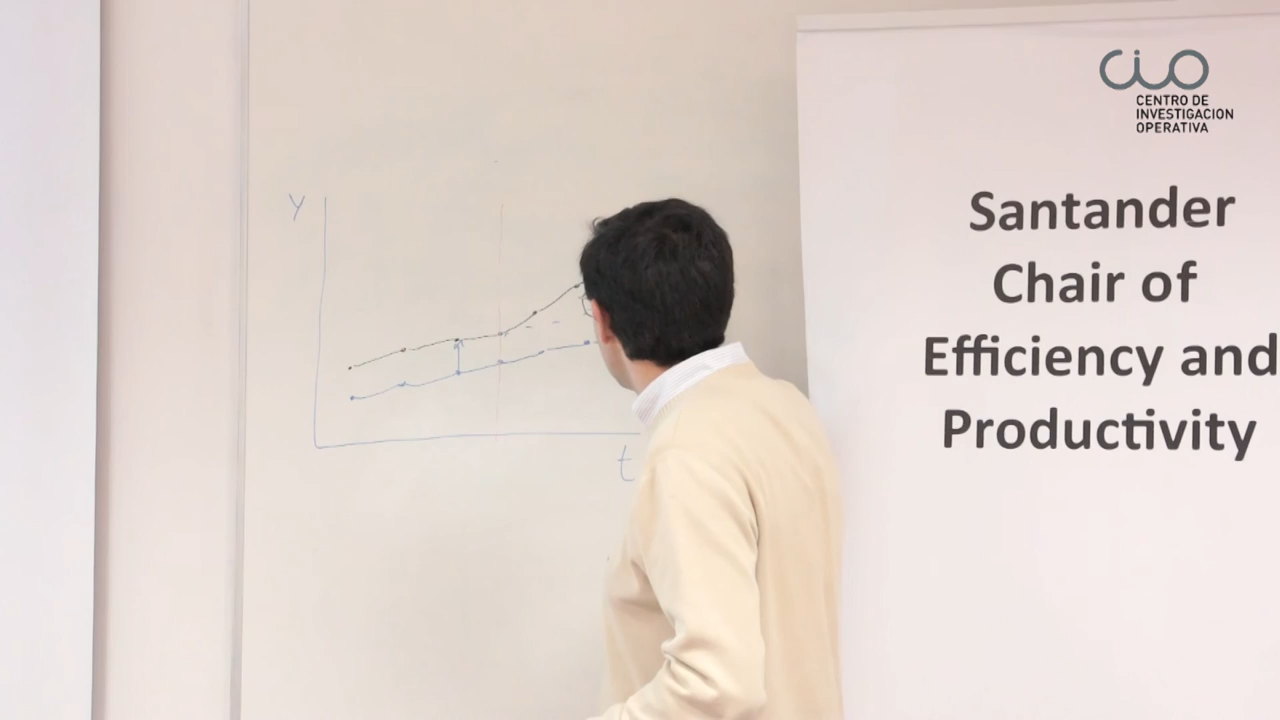 CIO
CENTRO DE
INVESTIGACION
OPERATIVA
Santander
Chair of
Efficiency and
Productivity
Y
t